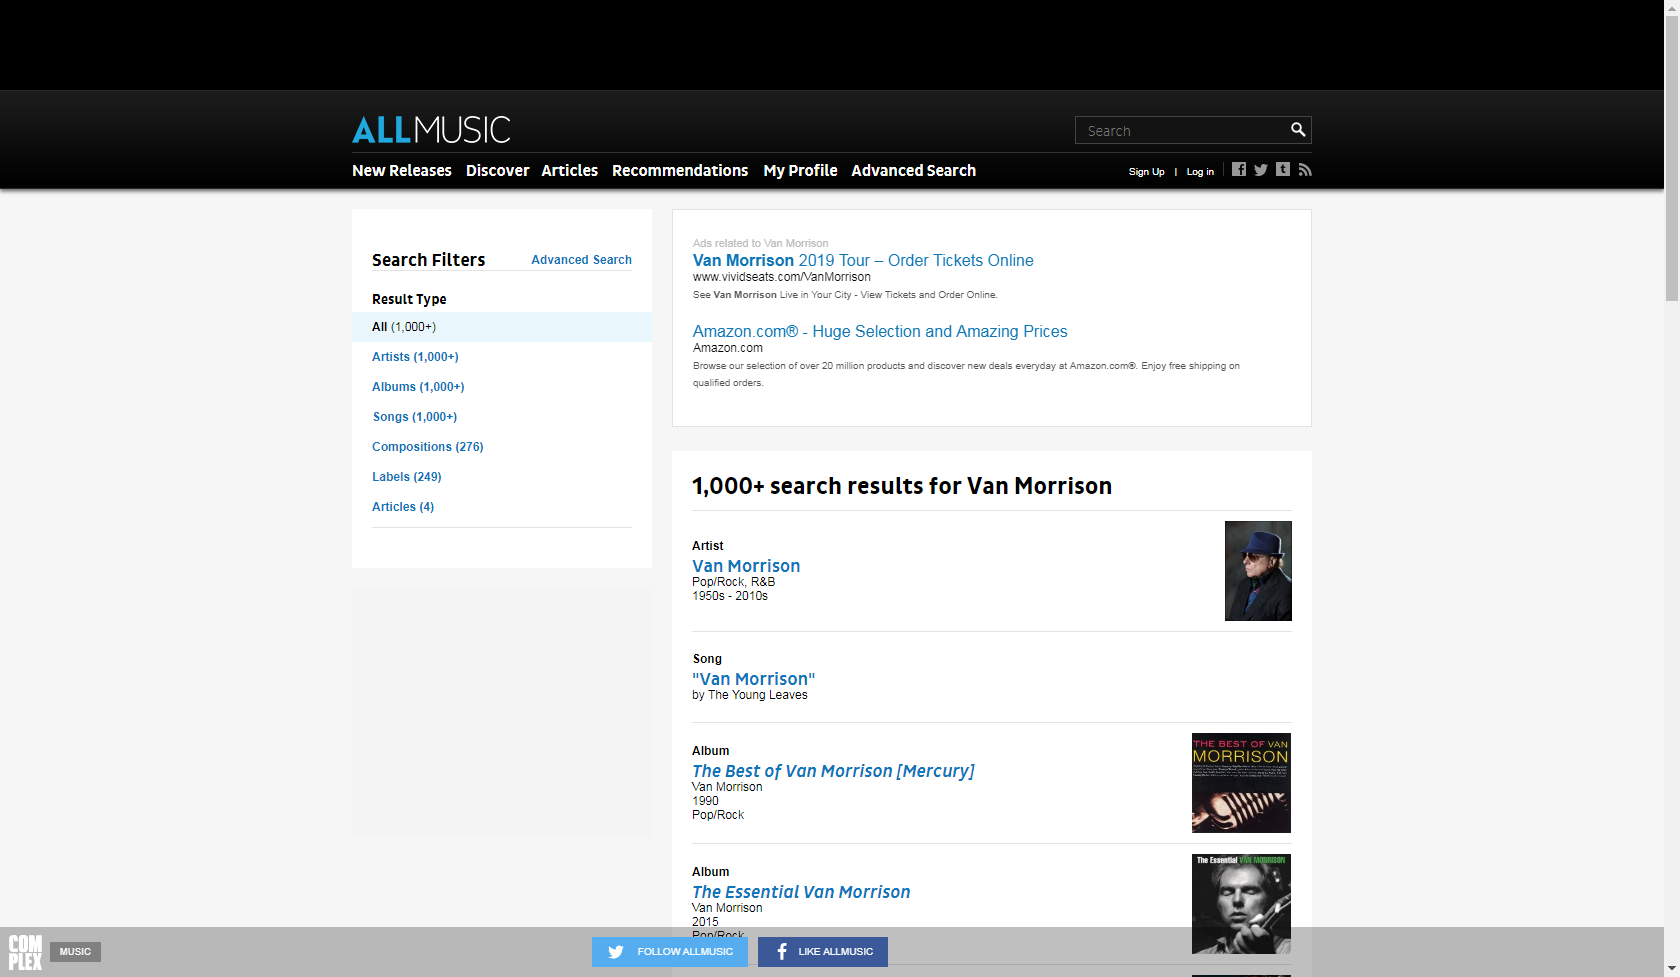 ALLMUSIC
Search
New Releases Discover Articles Recommendations My Profile Advanced Search
Sign Up | Log in
Search Filters Advanced Search
Result Type
All (1,000+)
Artists (1,000+)
Albums (1,000+)
Songs (1,000+)
Compositions (276)
Labels (249)
Articles (4)
Ads related to Van Morrison
Van Morrison 2019 Tour – Order Tickets Online
www.vividseats.com/VanMorrison
See Van Morrison Live in Your City - View Tickets and Order Online.
Amazon.com® - Huge Selection and Amazing Prices
Amazon.com
Browse our selection of over 20 million products and discover new deals everyday at Amazon.com®. Enjoy free shipping on
qualified orders.
1,000+ search results for Van Morrison
Artist
Van Morrison
Pop/Rock, R&B
1950s - 2010s
Song
"Van Morrison"
by The Young Leaves
Album
The Best of Van Morrison [Mercury]
Van Morrison
1990
Pop/Rock
THE BEST OF VAN
MORRISON
Album
The Essential Van Morrison
Van Morrison
2015
Pop/Rock
The Essential VAN MORRISON
COM
PLEX
MUSIC
FOLLOW ALLMUSIC
LIKE ALLMUSIC